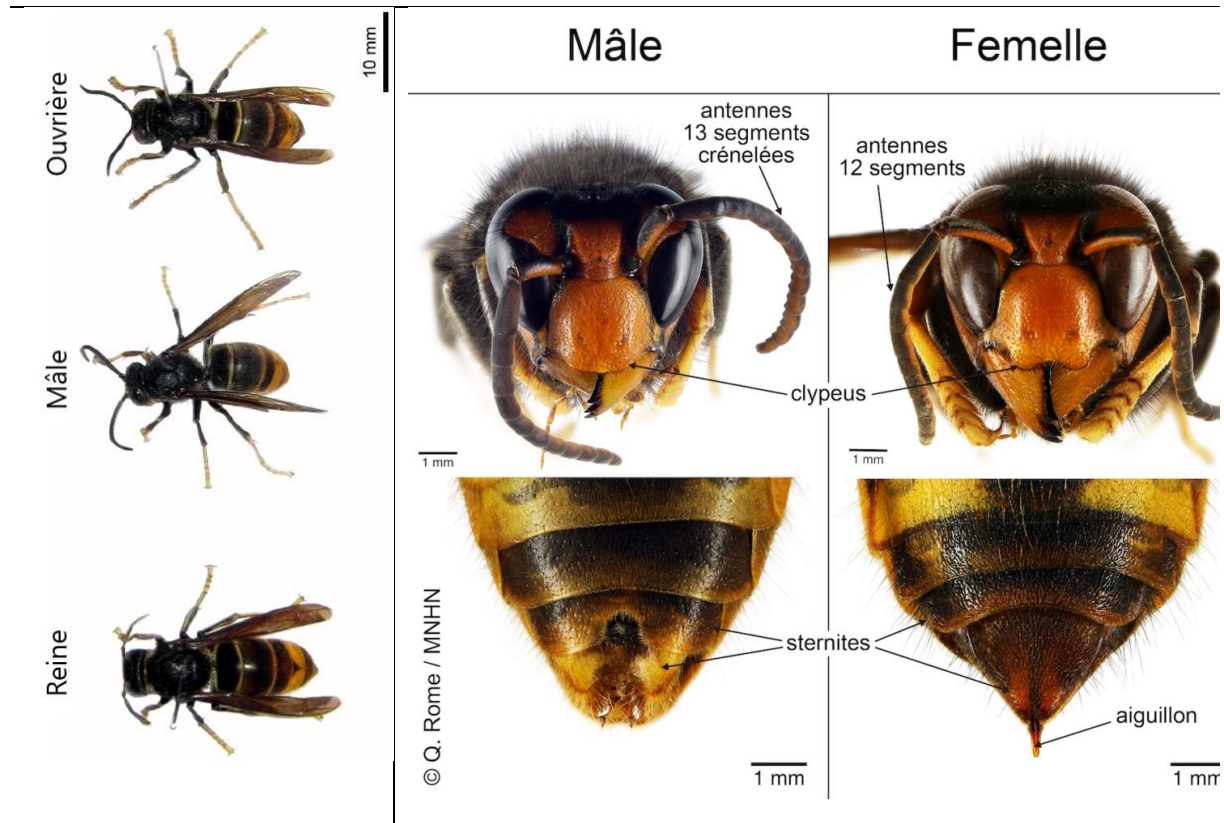 Ouvrière
10 mm
Mâle
Reine
Mâle
Femelle
antennes
13 segments
crénelées
antennes
12 segments
clypeus
1 mm
1 mm
© Q. Rome / MNHN
sternites
aiguillon
1 mm
1 mm